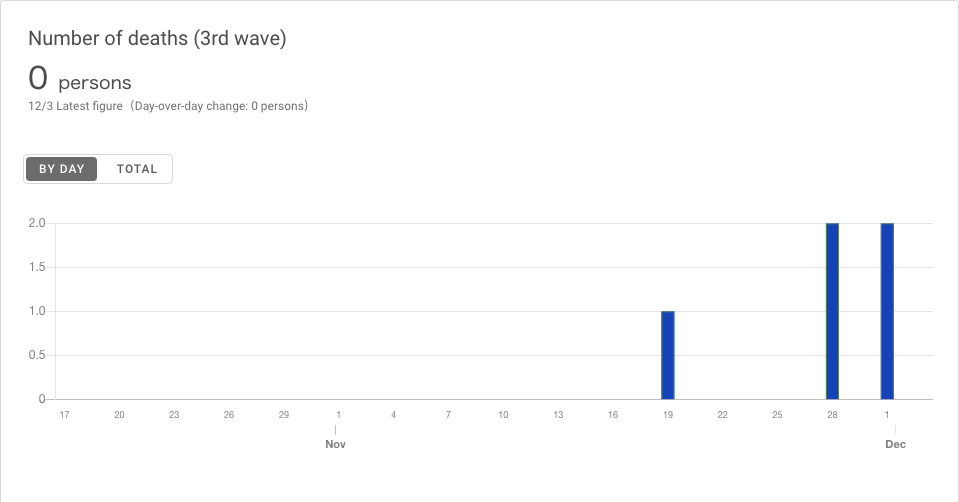 Number of deaths (3rd wave)
0 persons
12/3 Latest figure（Day-over-day change: 0 persons）
BY DAY TOTAL
2.0
1.5
1.0
0.5
0
17 20 23 26 29 1 4 7 10 13 16 19 22 25 28 1
Nov Dec